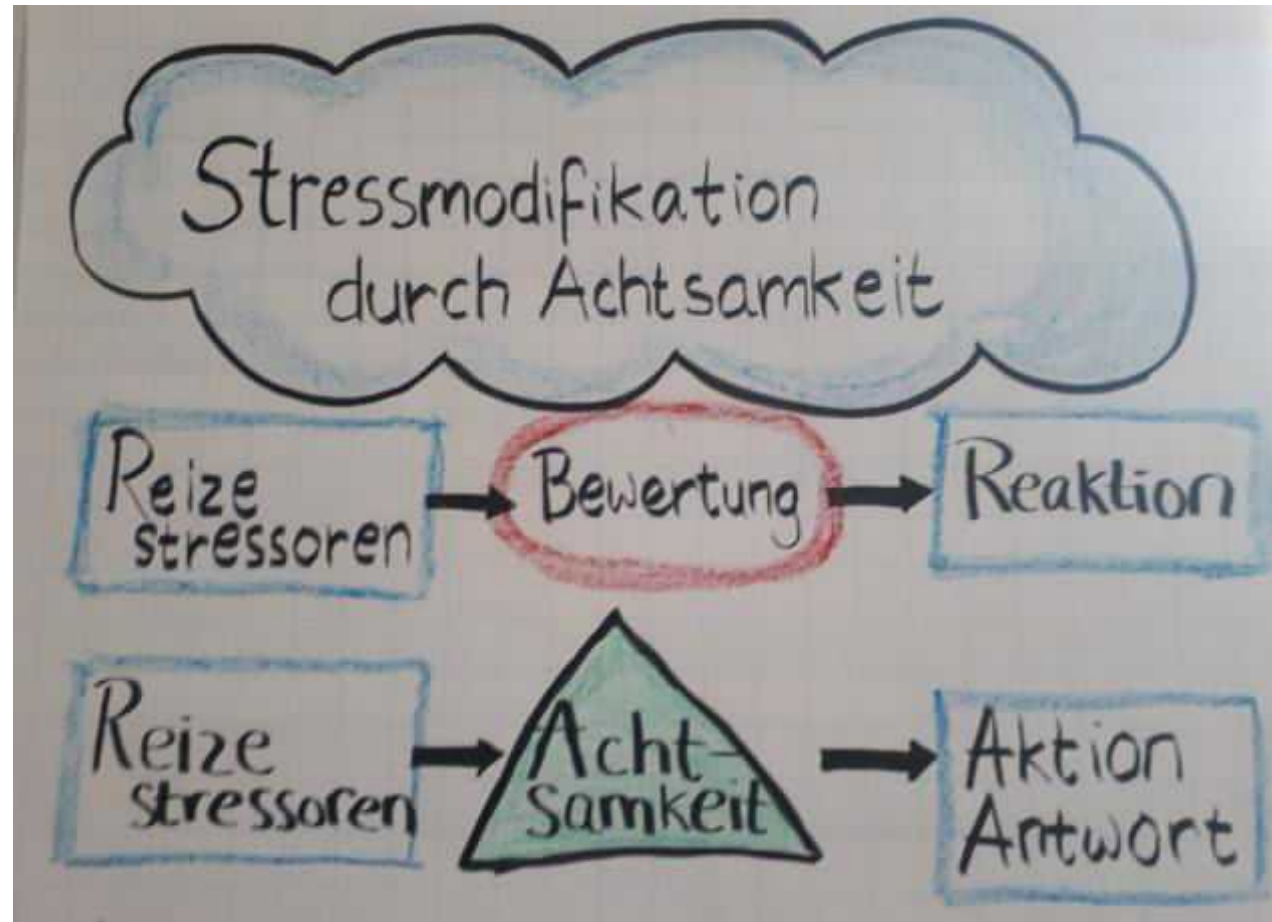 Stressmodifikation
durch Achtsamkeit
Reize
stressoren
Bewertung
Reaktion
Reize
stressoren
Acht-
samkeit
Aktion
Antwort